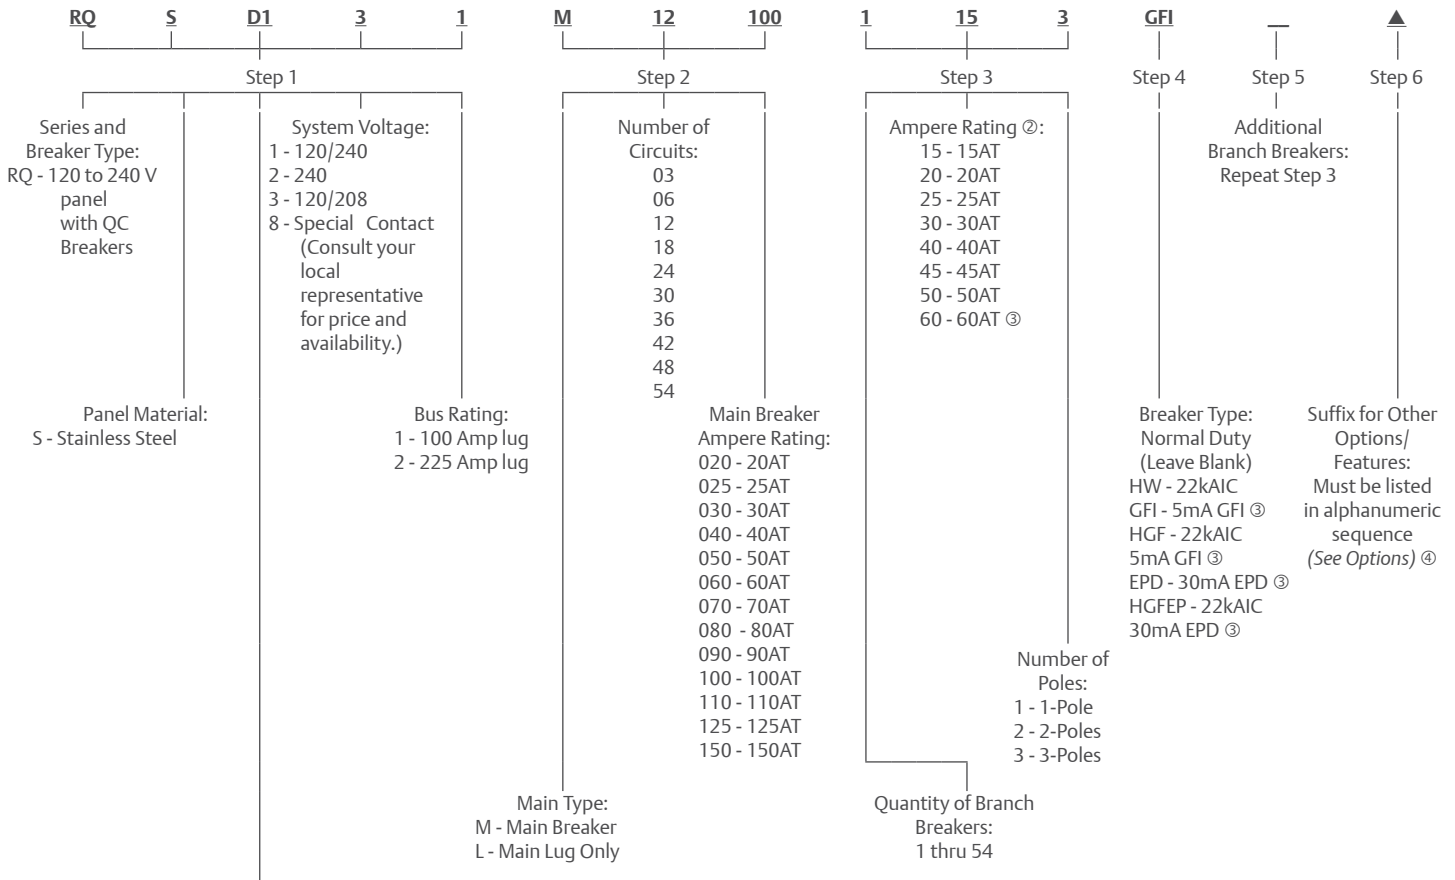 RQ S D1 3 1 M 12 100 1 15 3 GFI __ ▲
Step 1 Step 2 Step 3 Step 4 Step 5 Step 6
Series and
Breaker Type:
RQ - 120 to 240 V
panel
with QC
Breakers
System Voltage:
1 - 120/240
2 - 240
3 - 120/208
8 - Special Contact
(Consult your
local
representative
for price and
availability.)
Number of
Circuits:
03
06
12
18
24
30
36
42
48
54
Ampere Rating ②:
15 - 15AT
20 - 20AT
25 - 25AT
30 - 30AT
40 - 40AT
45 - 45AT
50 - 50AT
60 - 60AT ③
Additional
Branch Breakers:
Repeat Step 3
Panel Material:
S - Stainless Steel
Bus Rating:
1 - 100 Amp lug
2 - 225 Amp lug
Main Breaker
Ampere Rating:
020 - 20AT
025 - 25AT
030 - 30AT
040 - 40AT
050 - 50AT
060 - 60AT
070 - 70AT
080 - 80AT
090 - 90AT
100 - 100AT
110 - 110AT
125 - 125AT
150 - 150AT
Breaker Type:
Normal Duty
(Leave Blank)
HW - 22kAIC
GFI - 5mA GFI ③
HGF - 22kAIC
5mA GFI ③
EPD - 30mA EPD ③
HGFEP - 22kAIC
30mA EPD ③
Suffix for Other
Options/
Features:
Must be listed
in alphanumeric
sequence
(See Options) ④
Number of
Poles:
1 - 1-Pole
2 - 2-Poles
3 - 3-Poles
Main Type:
M - Main Breaker
L - Main Lug Only
Quantity of Branch
Breakers:
1 thru 54